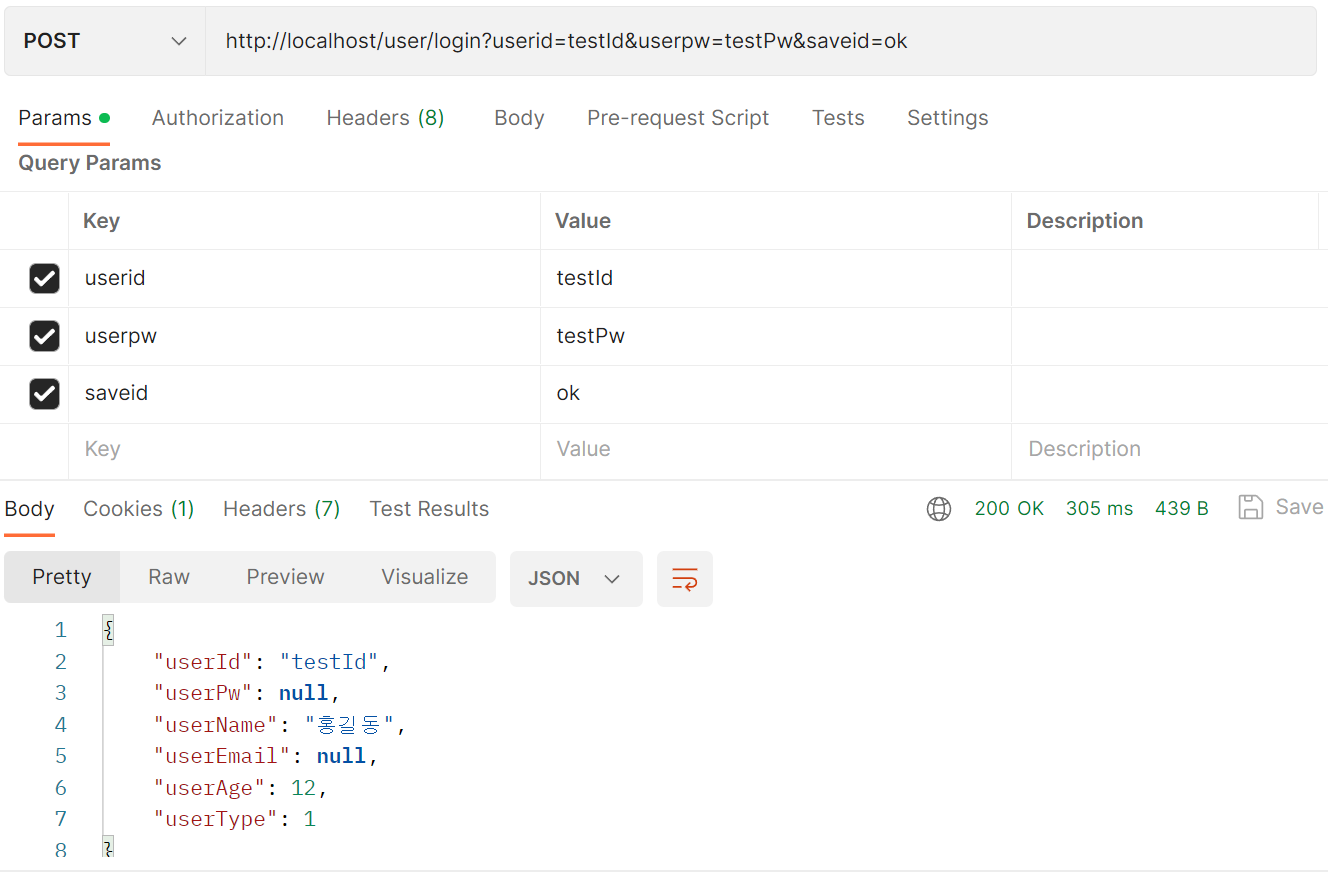 POST http://localhost/user/login?userid=testId&userpw=testPw&saveid=ok
Params Authorization Headers (8) Body Pre-request Script Tests Settings
Query Params
Key Value Description
userid testId
userpw testPw
saveid ok
Key Value Description
Body Cookies (1) Headers (7) Test Results 200 OK 305 ms 439 B Save
Pretty Raw Preview Visualize JSON
1 {
2 "userId": "testId",
3 "userPw": null,
4 "userName": "홍길동",
5 "userEmail": null,
6 "userAge": 12,
7 "userType": 1
8 }